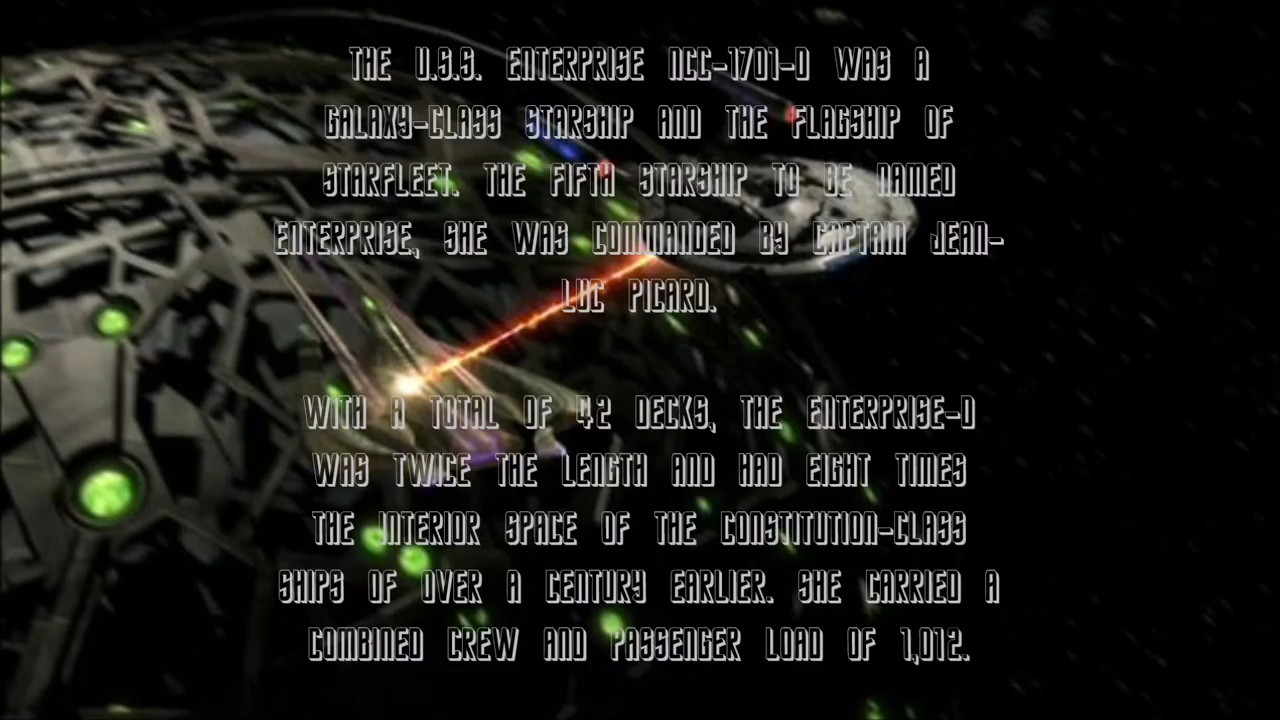 THE U.S.S. ENTERPRISE NCC-1701-D WAS A
GALAXY-CLASS STARSHIP AND THE FLAGSHIP OF
STARFLEET. THE FIFTH STARSHIP TO BE NAMED
ENTERPRISE, SHE WAS COMMANDED BY CAPTAIN JEAN-
LUC PICARD.
WITH A TOTAL OF 42 DECKS, THE ENTERPRISE-D
WAS TWICE THE LENGTH AND HAD EIGHT TIMES
THE INTERIOR SPACE OF THE CONSTITUTION-CLASS
SHIPS OF OVER A CENTURY EARLIER. SHE CARRIED A
COMBINED CREW AND PASSENGER LOAD OF 1,012.